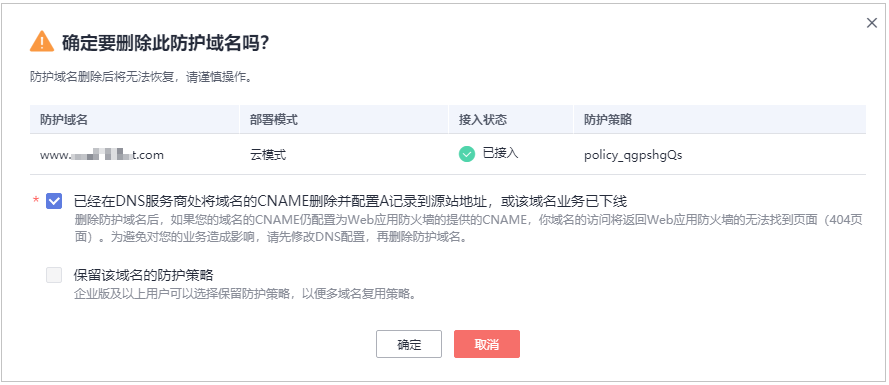 确定要删除此防护域名吗?
防护域名删除后将无法恢复，请谨慎操作。
防护域名 部署模式 接入状态 防护策略
www. t.com 云模式 已接入 policy_qgpshgQs
* 已经在DNS服务商处将域名的CNAME删除并配置A记录到源站地址，或该域名业务已下线
删除防护域名后，如果您的域名的CNAME仍配置为Web应用防火墙的提供的CNAME，你域名的访问将返回Web应用防火墙的无法找到页面（404页
面）。为避免对您的业务造成影响，请先修改DNS配置，再删除防护域名。
保留该域名的防护策略
企业版及以上用户可以选择保留防护策略，以便多域名复用策略。
确定 取消